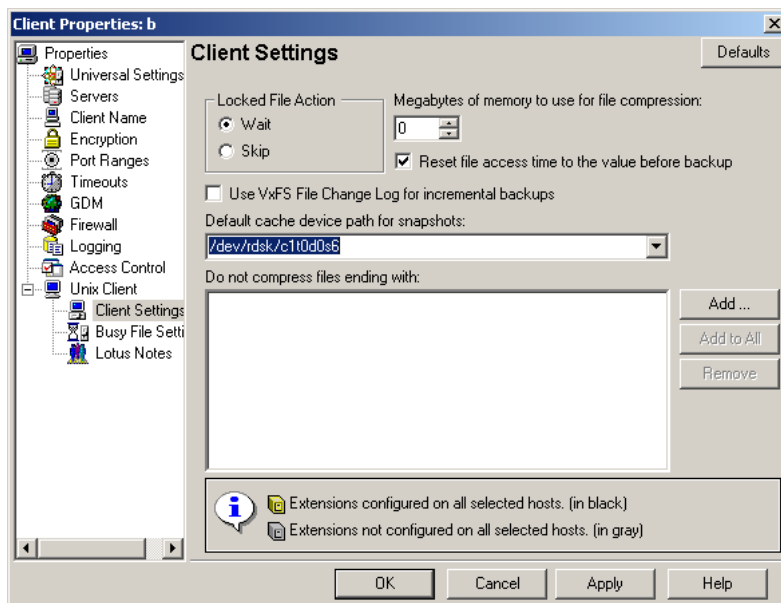 Client Properties: b
Properties
Universal Settings
Servers
Client Name
Encryption
Port Ranges
Timeouts
GDM
Firewall
Logging
Access Control
Unix Client
Client Settings
Busy File Setti
Lotus Notes
Client Settings
Defaults
Locked File Action
Wait
Skip
Megabytes of memory to use for file compression:
0
Reset file access time to the value before backup
Use VxFS File Change Log for incremental backups
Default cache device path for snapshots:
/dev/rdsk/c1t0d0s6
Do not compress files ending with:
Add ...
Add to All
Remove
Extensions configured on all selected hosts. (in black)
Extensions not configured on all selected hosts. (in gray)
OK
Cancel
Apply
Help